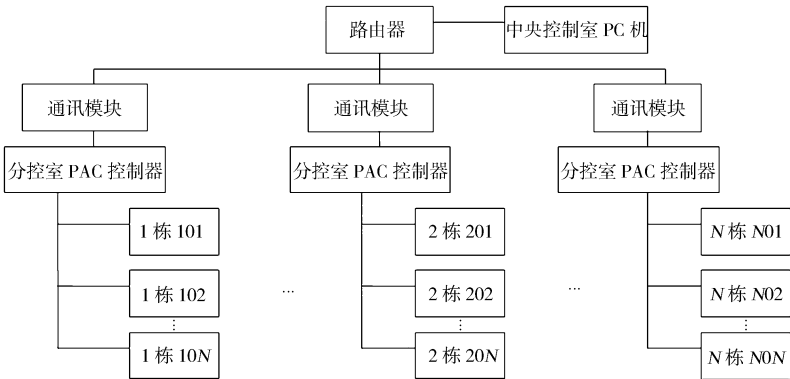 路由器
中央控制室 PC 机
通讯模块
通讯模块
通讯模块
分控室 PAC 控制器
分控室 PAC 控制器
分控室 PAC 控制器
1 栋 101
2 栋 201
N 栋 N01
1 栋 102
…
2 栋 202
…
N 栋 N02
⋮
⋮
⋮
1 栋 10N
2 栋 20N
N 栋 N0N